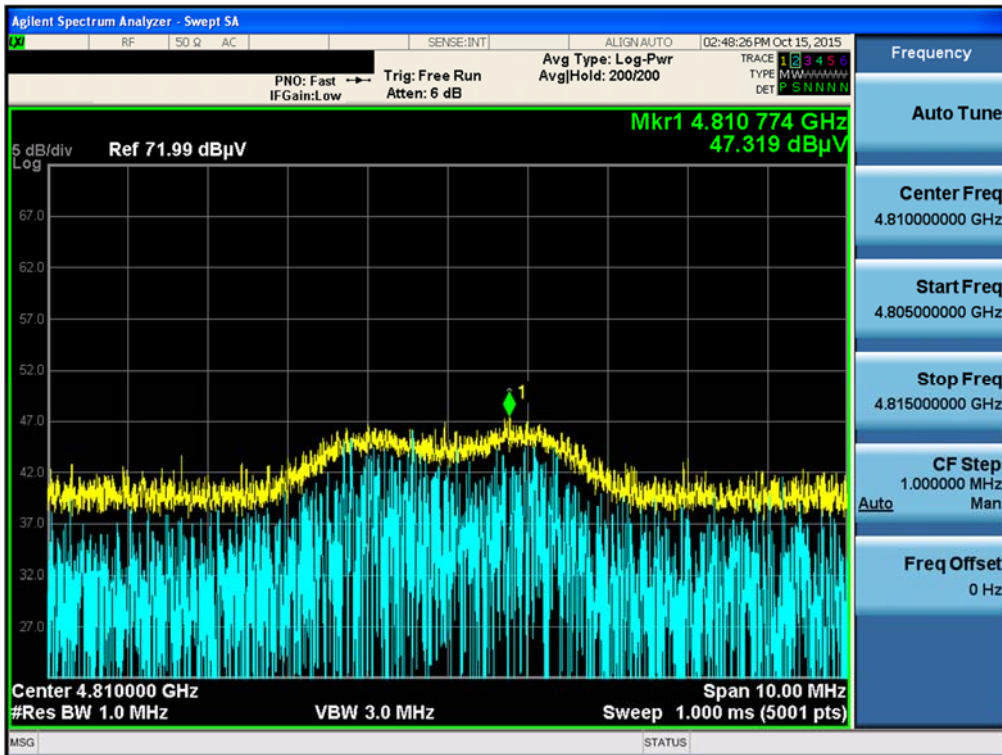 Agilent Spectrum Analyzer - Swept SA
LXI RF 50 Ω AC SENSE:INT ALIGN AUTO 02:48:26 PM Oct 15, 2015
Frequency
PNO: Fast
IFGain:Low
Trig: Free Run
Atten: 6 dB
Avg Type: Log-Pwr
Avg|Hold: 200/200
TRACE 1 2 3 4 5 6
TYPE M W W W W W
DET P S N N N N
Mkr1 4.810 774 GHz
47.319 dBµV
5 dB/div
Log
Ref 71.99 dBµV
67.0
62.0
57.0
52.0
47.0
42.0
37.0
32.0
27.0
1
Center 4.810000 GHz
Span 10.00 MHz
#Res BW 1.0 MHz
VBW 3.0 MHz
Sweep 1.000 ms (5001 pts)
Auto Tune
Center Freq
4.810000000 GHz
Start Freq
4.805000000 GHz
Stop Freq
4.815000000 GHz
CF Step
1.000000 MHz
Auto Man
Freq Offset
0 Hz
MSG
STATUS